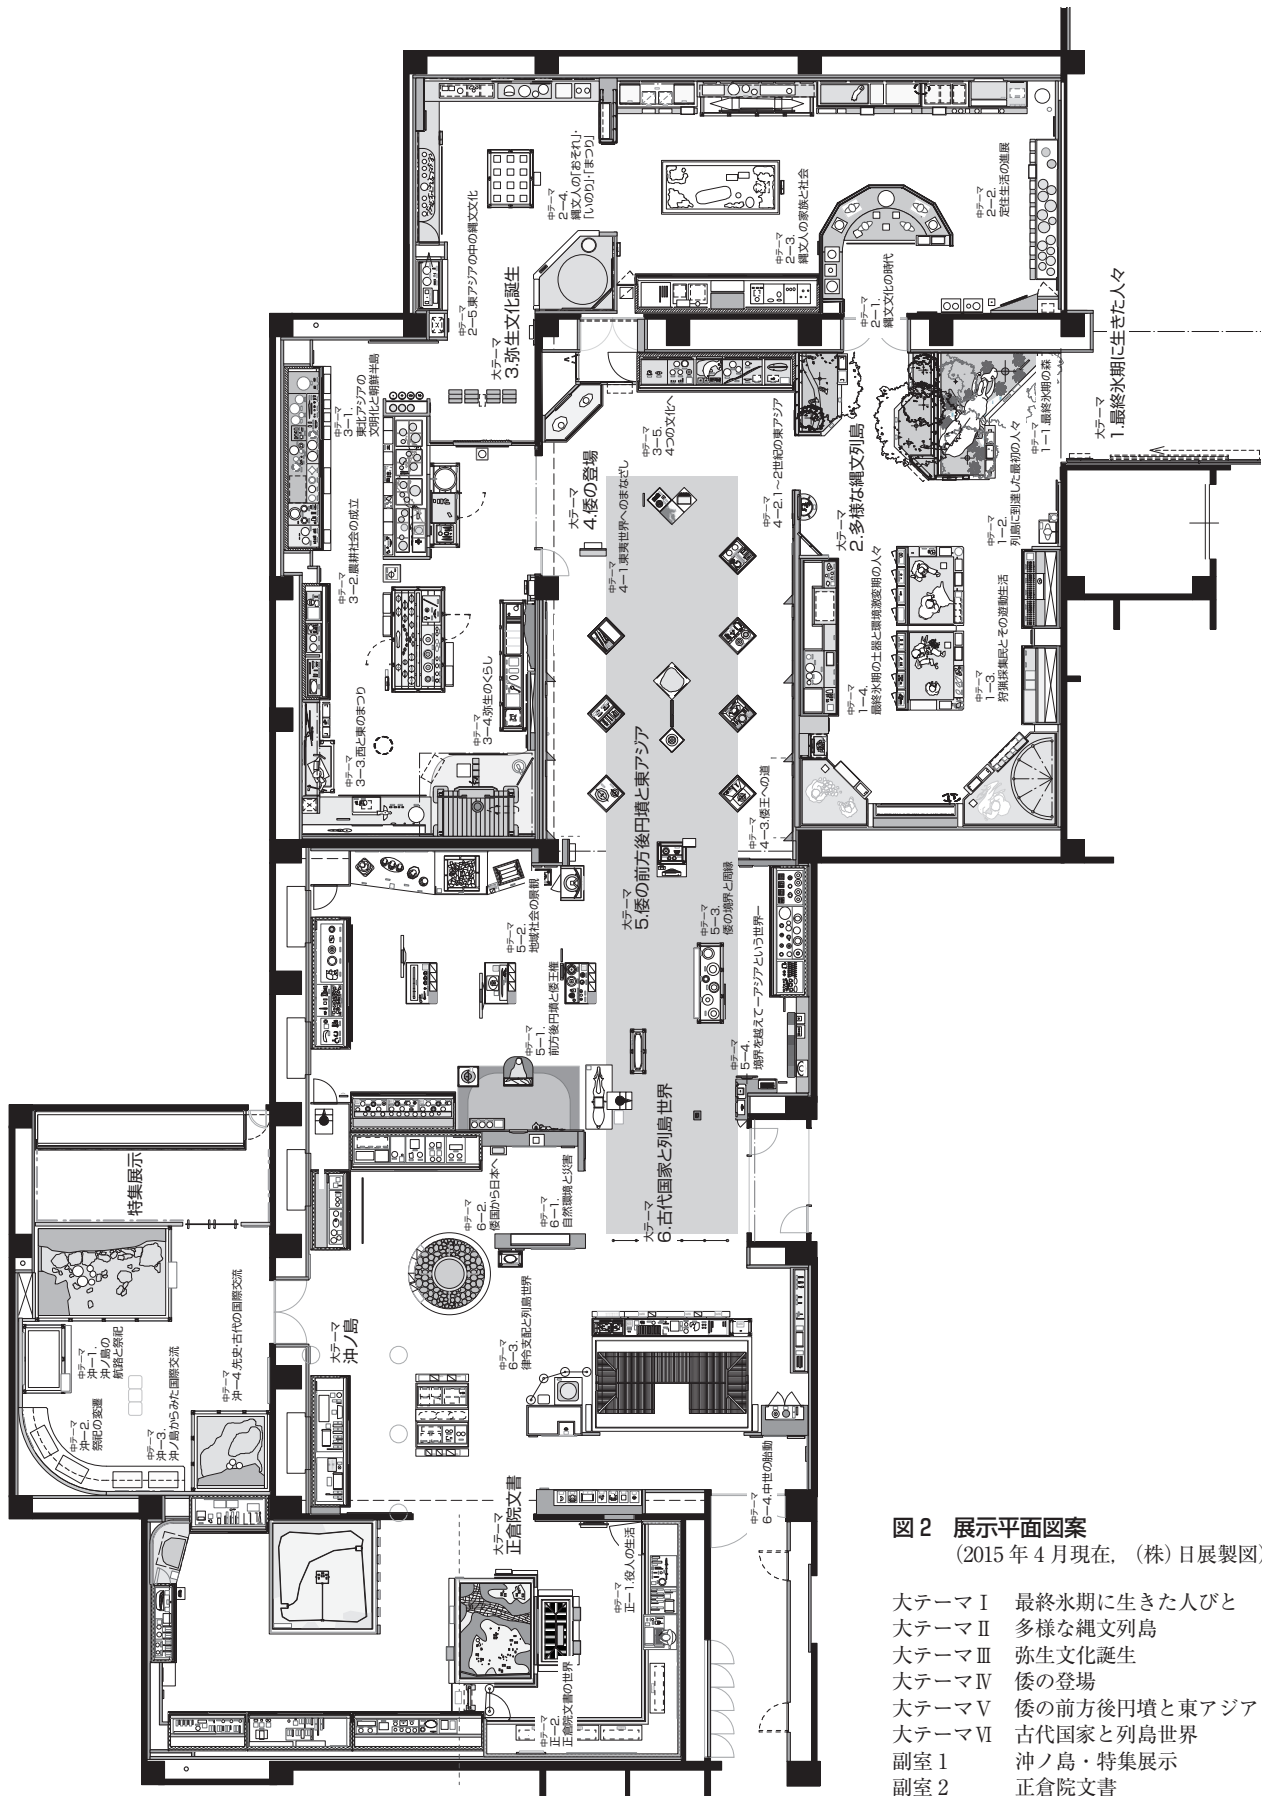 中テーマ
2－5.東アジアの中の縄文文化
中テーマ
2－4.
縄文人の「おそれ」・
「いのり」・「まつり」
中テーマ
2－3.
縄文人の家族と社会
中テーマ
2－2.
定住生活の進展
中テーマ
2－1.
縄文文化の時代
大テーマ
3.弥生文化誕生
中テーマ
3－1.
東北アジアの
文明化と朝鮮半島
中テーマ
3－2.農耕社会の成立
中テーマ
3－3.西と東のまつり
中テーマ
3－4.弥生のくらし
中テーマ
3－5.
4つの文化へ
大テーマ
4.倭の登場
中テーマ
4－1.東夷世界へのまなざし
中テーマ
4－2.1～2世紀の東アジア
中テーマ
4－3.倭王への道
大テーマ
2.多様な縄文列島
大テーマ
1.最終氷期に生きた人々
中テーマ
1－1.最終氷期の森
中テーマ
1－2.
列島に到達した最初の人々
中テーマ
1－3.
狩猟採集民とその遊動生活
中テーマ
1－4.
最終氷期の土器と環境激変期の人々
大テーマ
5.倭の前方後円墳と東アジア
中テーマ
5－1.
前方後円墳と倭王権
中テーマ
5－2.
地域社会の景観
中テーマ
5－3.
倭の境界と周縁
中テーマ
5－4.
境界を越えて－アジアという世界－
大テーマ
6.古代国家と列島世界
中テーマ
6－1.
自然環境と災害
中テーマ
6－2.
倭国から日本へ
中テーマ
6－3.
律令支配と列島世界
中テーマ
6－4.中世の胎動
特集展示
大テーマ
沖ノ島
中テーマ
沖－1.
沖ノ島の
航路と祭祀
中テーマ
沖－2.
祭祀の変遷
中テーマ
沖－3.
沖ノ島からみた国際交流
中テーマ
沖－4.先史・古代の国際交流
大テーマ
正倉院文書
中テーマ
正－1.役人の生活
中テーマ
正－2.
正倉院文書の世界
図2 展示平面図案
（2015年4月現在，（株）日展製図）
大テーマⅠ 最終氷期に生きた人びと
大テーマⅡ 多様な縄文列島
大テーマⅢ 弥生文化誕生
大テーマⅣ 倭の登場
大テーマⅤ 倭の前方後円墳と東アジア
大テーマⅥ 古代国家と列島世界
副室1 沖ノ島・特集展示
副室2 正倉院文書